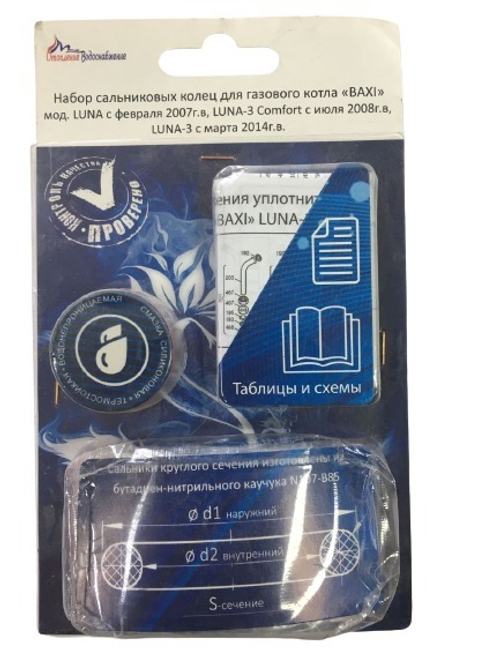 Отопление Водоснабжение
Набор сальниковых колец для газового котла «BAXI»
мод. LUNA с февраля 2007г.в, LUNA-3 Comfort с июля 2008г.в,
LUNA-3 с марта 2014г.в.
КОНТРОЛЬ КАЧЕСТВА
ПРОВЕРЕНО
ения уплотнит
BAXI» LUNA-
Таблицы и схемы
СМАЗКА СИЛИКОНОВАЯ • ТЕРМОСТОЙКАЯ • ВОДОНЕПРОНИЦАЕМАЯ
Сальники круглого сечения изготовлены из
бутадиен-нитрильного каучука
ø d1 наружний
ø d2 внутренний
S-сечение